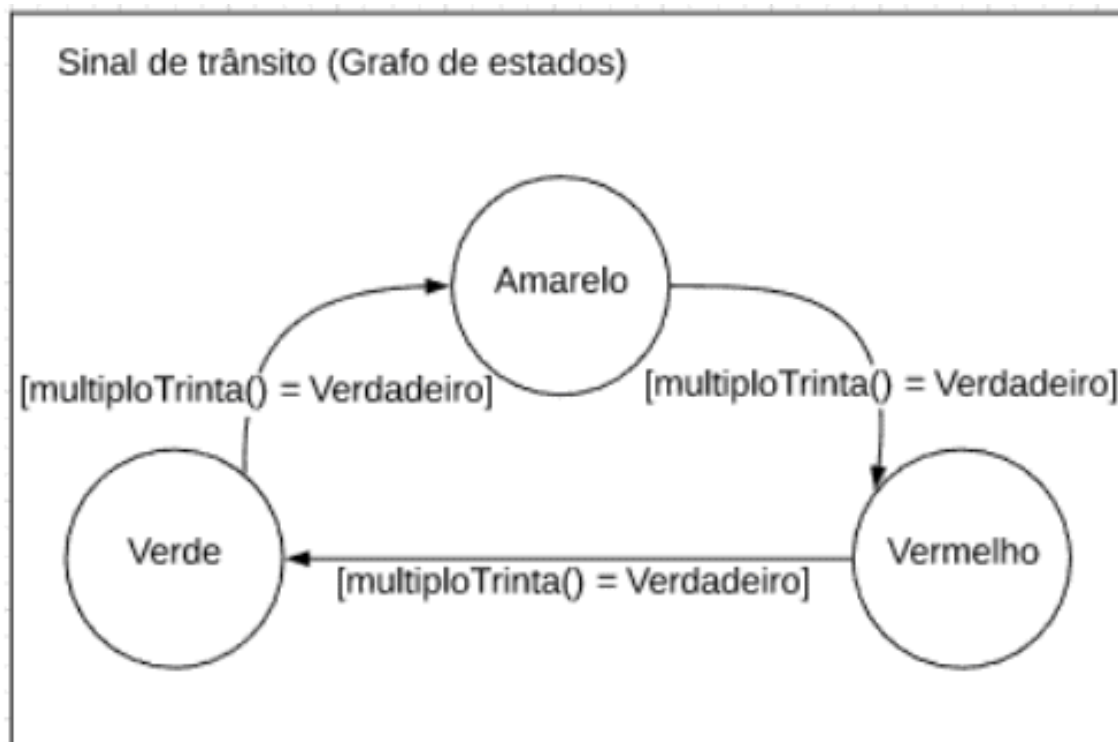 Sinal de trânsito (Grafo de estados)
Amarelo
[multiploTrinta() = Verdadeiro]
[multiploTrinta() = Verdadeiro]
Verde
Vermelho
[multiploTrinta() = Verdadeiro]